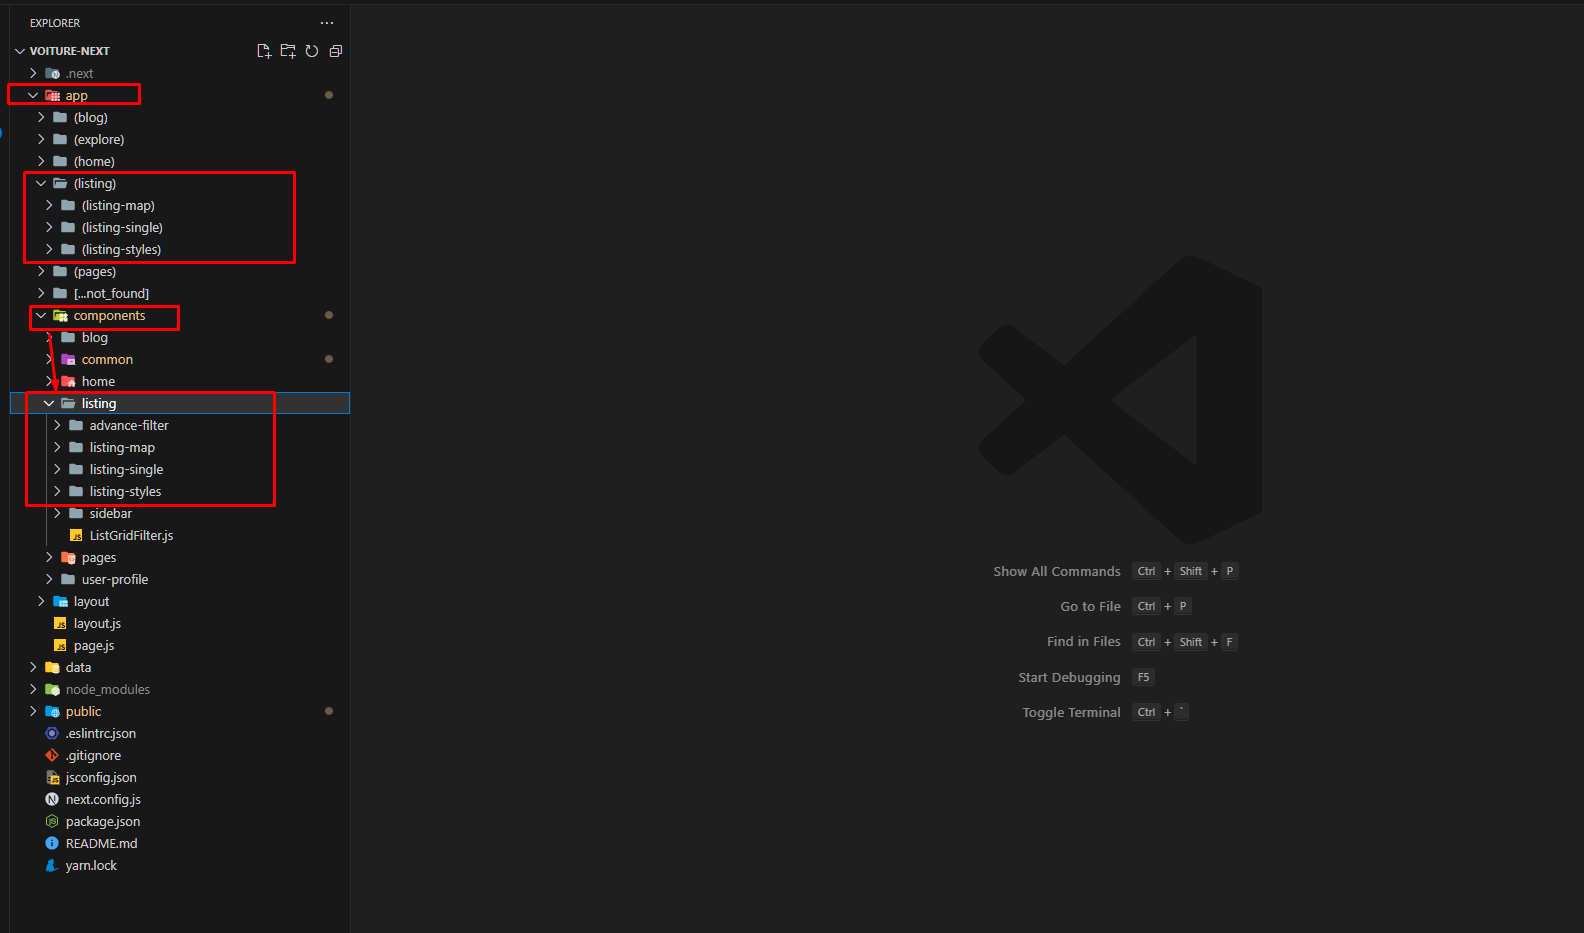 EXPLORER
VOITURE-NEXT
.next
app
(blog)
(explore)
(home)
(listing)
(listing-map)
(listing-single)
(listing-styles)
(pages)
[...not_found]
components
blog
common
home
listing
advance-filter
listing-map
listing-single
listing-styles
sidebar
JS ListGridFilter.js
pages
user-profile
layout
JS layout.js
JS page.js
data
node_modules
public
.eslintrc.json
.gitignore
jsconfig.json
N next.config.js
package.json
README.md
yarn.lock
Show All Commands Ctrl + Shift + P
Go to File Ctrl + P
Find in Files Ctrl + Shift + F
Start Debugging F5
Toggle Terminal Ctrl + `